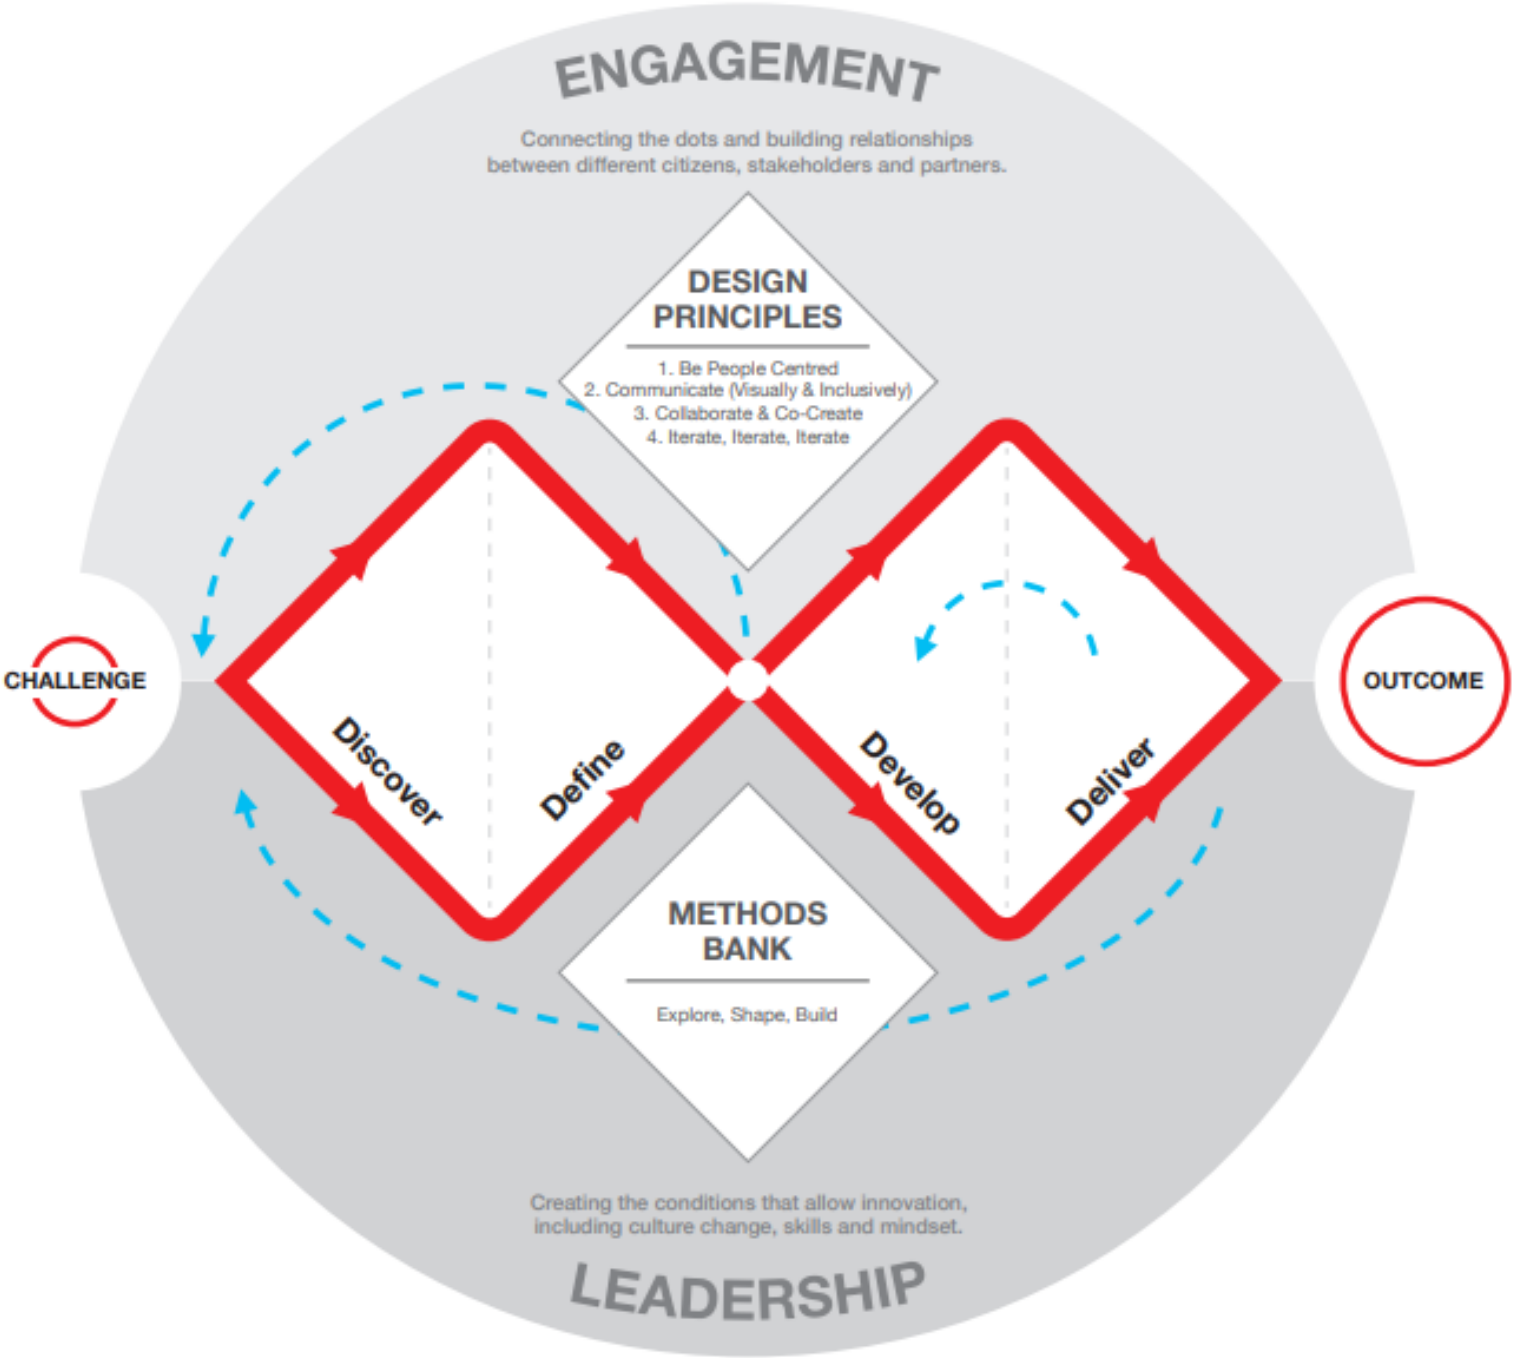 ENGAGEMENT
Connecting the dots and building relationships
between different citizens, stakeholders and partners.
DESIGN
PRINCIPLES
1. Be People Centred
2. Communicate (Visually & Inclusively)
3. Collaborate & Co-Create
4. Iterate, Iterate, Iterate
CHALLENGE
OUTCOME
Discover
Define
Develop
Deliver
METHODS
BANK
Explore, Shape, Build
Creating the conditions that allow innovation,
including culture change, skills and mindset.
LEADERSHIP